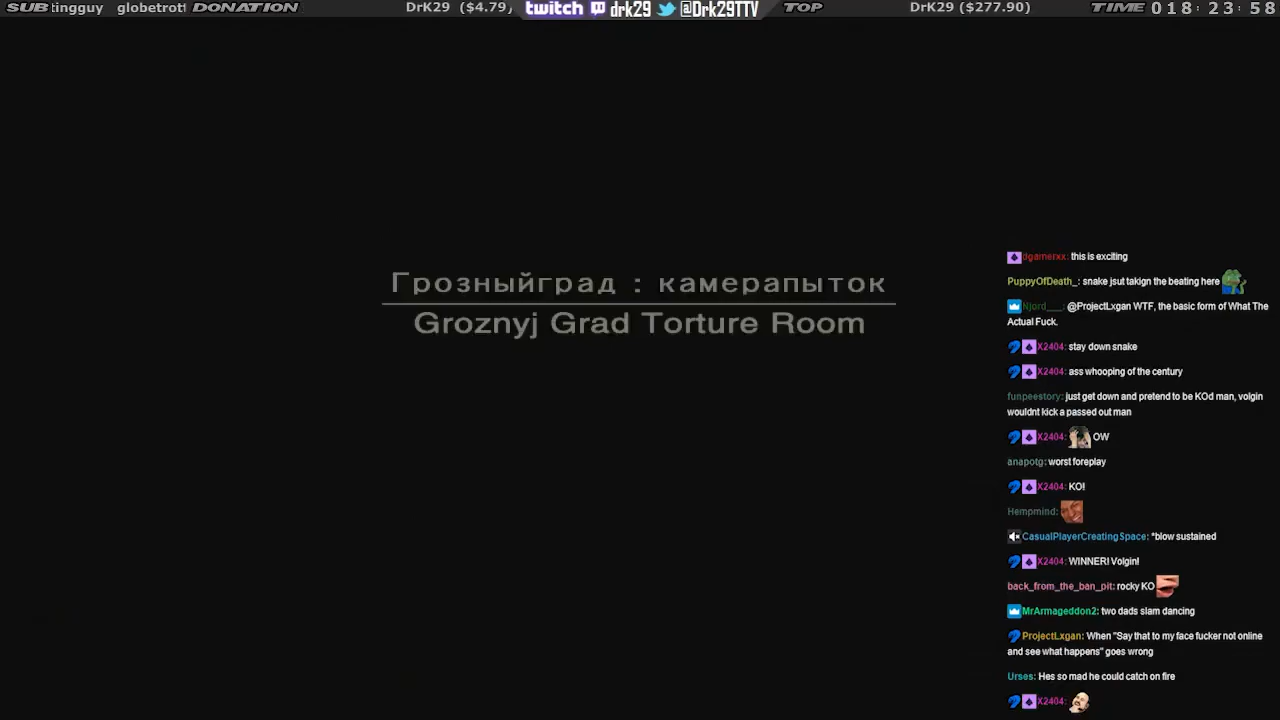 SUB tingguy globetrott DONATION DrK29 ($4.79) twitch drk29 @Drk29TTV TOP DrK29 ($277.90) TIME 018:23:58
Грозныйград : камерапыток
Groznyj Grad Torture Room
dgamerxx: this is exciting
PuppyOfDeath_: snake jsut takign the beating here
Njord___: @ProjectLxgan WTF, the basic form of What The
Actual Fuck.
X2404: stay down snake
X2404: ass whooping of the century
funpeestory: just get down and pretend to be KOd man, volgin
wouldnt kick a passed out man
X2404: OW
anapotg: worst foreplay
X2404: KO!
Hempmind:
CasualPlayerCreatingSpace: *blow sustained
X2404: WINNER! Volgin!
back_from_the_ban_pit: rocky KO
MrArmageddon2: two dads slam dancing
ProjectLxgan: When "Say that to my face fucker not online
and see what happens" goes wrong
Urses: Hes so mad he could catch on fire
X2404: